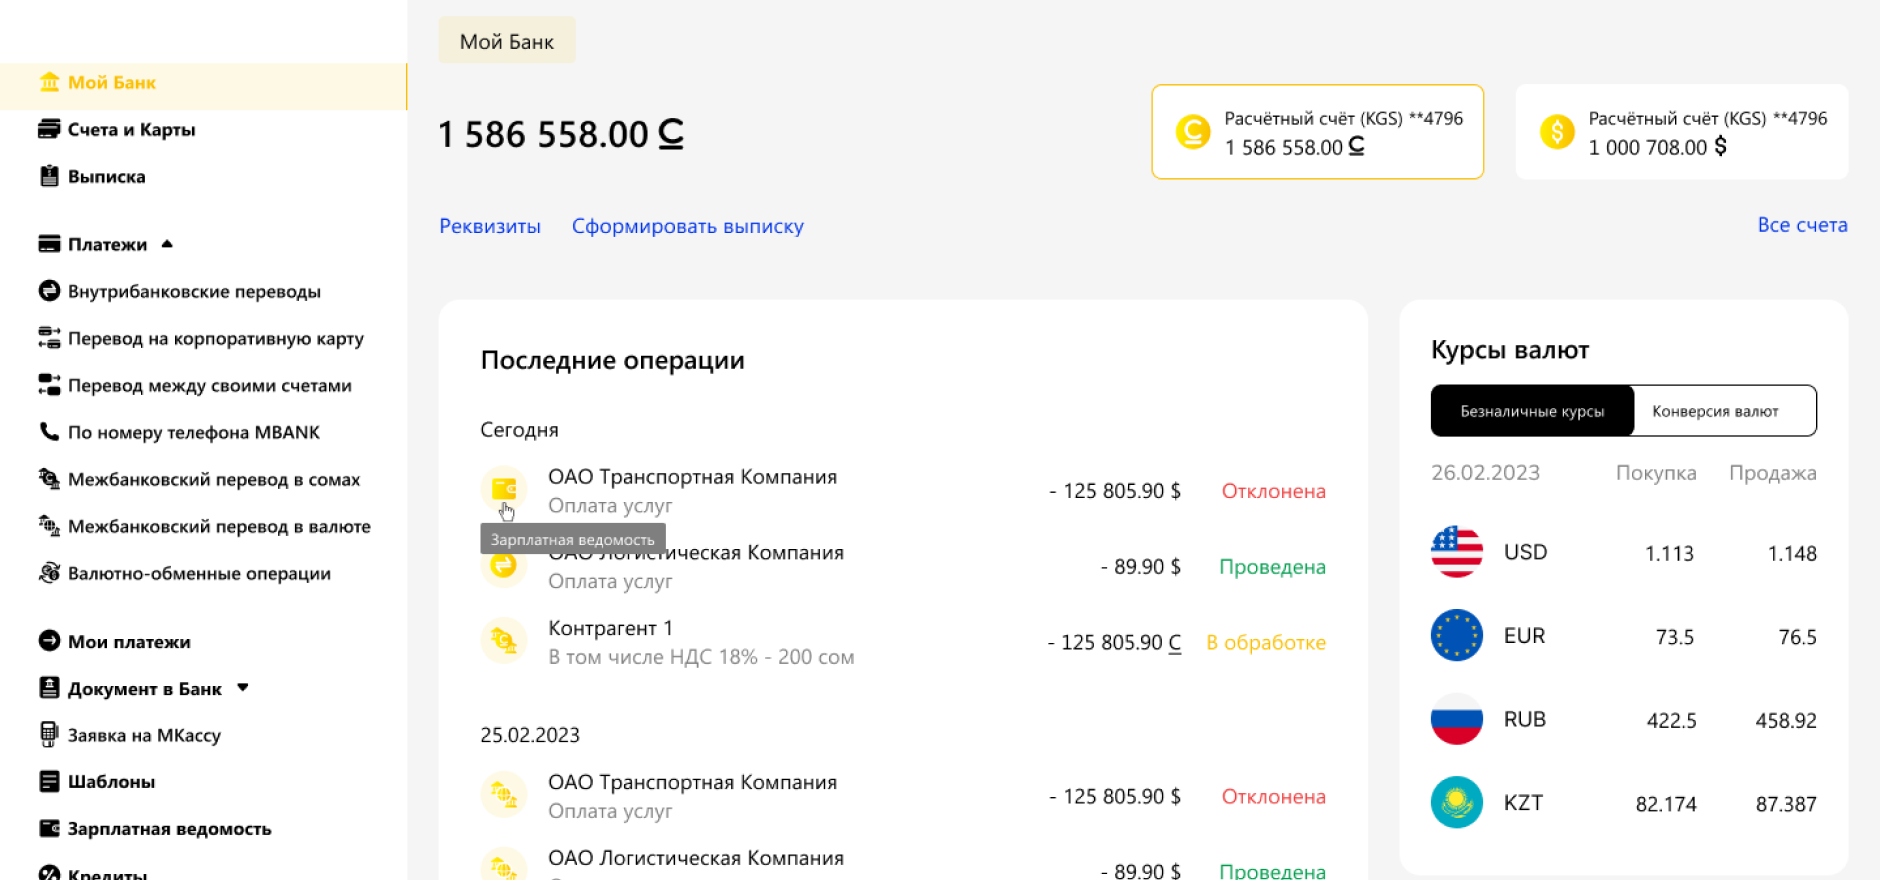 Мой Банк
Счета и Карты
Выписка
Платежи
Внутрибанковские переводы
Перевод на корпоративную карту
Перевод между своими счетами
По номеру телефона MBANK
Межбанковский перевод в сомах
Межбанковский перевод в валюте
Валютно-обменные операции
Мои платежи
Документ в Банк
Заявка на МКассу
Шаблоны
Зарплатная ведомость
Кредиты
Мой Банк
1 586 558.00 С
Расчётный счёт (KGS) **4796
1 586 558.00 С
Расчётный счёт (KGS) **4796
1 000 708.00 $
Реквизиты Сформировать выписку
Все счета
Последние операции
Сегодня
ОАО Транспортная Компания
Оплата услуг
- 125 805.90 $ Отклонена
Зарплатная ведомость
ОАО Логистическая Компания
Оплата услуг
- 89.90 $ Проведена
Контрагент 1
В том числе НДС 18% - 200 сом
- 125 805.90 С В обработке
25.02.2023
ОАО Транспортная Компания
Оплата услуг
- 125 805.90 $ Отклонена
ОАО Логистическая Компания
- 89.90 $ Проведена
Курсы валют
Безналичные курсы Конверсия валют
26.02.2023 Покупка Продажа
USD 1.113 1.148
EUR 73.5 76.5
RUB 422.5 458.92
KZT 82.174 87.387